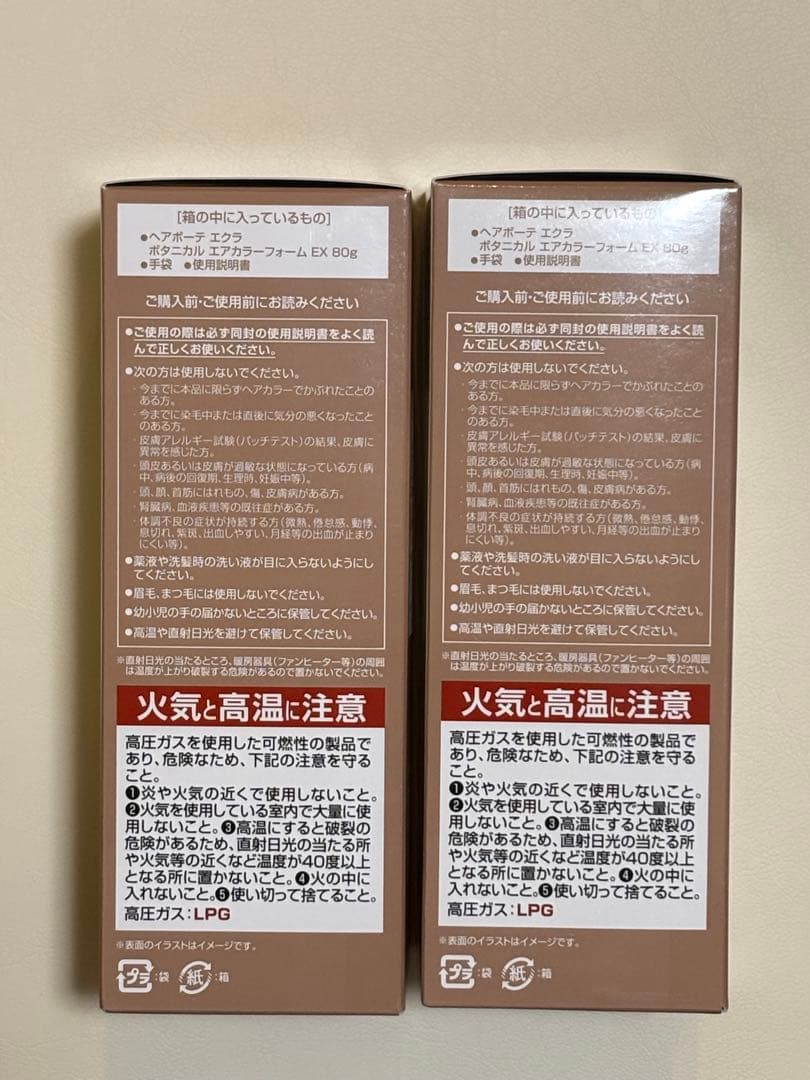 [箱の中に入っているもの]
●ヘアボーテ エクラ
ボタニカル エアカラーフォーム EX 80g
●手袋 ●使用説明書
ご購入前・ご使用前にお読みください
●ご使用の際は必ず同封の使用説明書をよく読
んで正しくお使いください。
●次の方は使用しないでください。
・今までに本品に限らずヘアカラーでかぶれたことの
ある方。
・今までに染毛中または直後に気分の悪くなったこと
のある方。
・皮膚アレルギー試験(パッチテスト)の結果、皮膚に
異常を感じた方。
・頭皮あるいは皮膚が過敏な状態になっている方(病
中、病後の回復期、生理時、妊娠中等)。
・頭、顔、首筋にはれもの、傷、皮膚病がある方。
・腎臓病、血液疾患等の既往症がある方。
・体調不良の症状が持続する方(微熱、倦怠感、動悸、
息切れ、紫斑、出血しやすい、月経等の出血が止まり
にくい等)。
●薬液や洗髪時の洗い液が目に入らないようにし
てください。
●眉毛、まつ毛には使用しないでください。
●幼小児の手の届かないところに保管してください。
●高温や直射日光を避けて保管してください。
※直射日光の当たるところ、暖房器具(ファンヒーター等)の周囲
は温度が上がり破裂する危険があるので置かないでください。
火気と高温に注意
高圧ガスを使用した可燃性の製品で
あり、危険なため、下記の注意を守る
こと。
❶炎や火気の近くで使用しないこと。
❷火気を使用している室内で大量に使
用しないこと。❸高温にすると破裂の
危険があるため、直射日光の当たる所
や火気等の近くなど温度が40度以上
となる所に置かないこと。❹火の中に
入れないこと。❺使い切って捨てること。
高圧ガス:LPG
※表面のイラストはイメージです。
プラ :袋 紙 :箱
[箱の中に入っているもの]
●ヘアボーテ エクラ
ボタニカル エアカラーフォーム EX 80g
●手袋 ●使用説明書
ご購入前・ご使用前にお読みください
●ご使用の際は必ず同封の使用説明書をよく読
んで正しくお使いください。
●次の方は使用しないでください。
・今までに本品に限らずヘアカラーでかぶれたことの
ある方。
・今までに染毛中または直後に気分の悪くなったこと
のある方。
・皮膚アレルギー試験(パッチテスト)の結果、皮膚に
異常を感じた方。
・頭皮あるいは皮膚が過敏な状態になっている方(病
中、病後の回復期、生理時、妊娠中等)。
・頭、顔、首筋にはれもの、傷、皮膚病がある方。
・腎臓病、血液疾患等の既往症がある方。
・体調不良の症状が持続する方(微熱、倦怠感、動悸、
息切れ、紫斑、出血しやすい、月経等の出血が止まり
にくい等)。
●薬液や洗髪時の洗い液が目に入らないようにし
てください。
●眉毛、まつ毛には使用しないでください。
●幼小児の手の届かないところに保管してください。
●高温や直射日光を避けて保管してください。
※直射日光の当たるところ、暖房器具(ファンヒーター等)の周囲
は温度が上がり破裂する危険があるので置かないでください。
火気と高温に注意
高圧ガスを使用した可燃性の製品で
あり、危険なため、下記の注意を守る
こと。
❶炎や火気の近くで使用しないこと。
❷火気を使用している室内で大量に使
用しないこと。❸高温にすると破裂の
危険があるため、直射日光の当たる所
や火気等の近くなど温度が40度以上
となる所に置かないこと。❹火の中に
入れないこと。❺使い切って捨てること。
高圧ガス:LPG
※表面のイラストはイメージです。
プラ :袋 紙 :箱